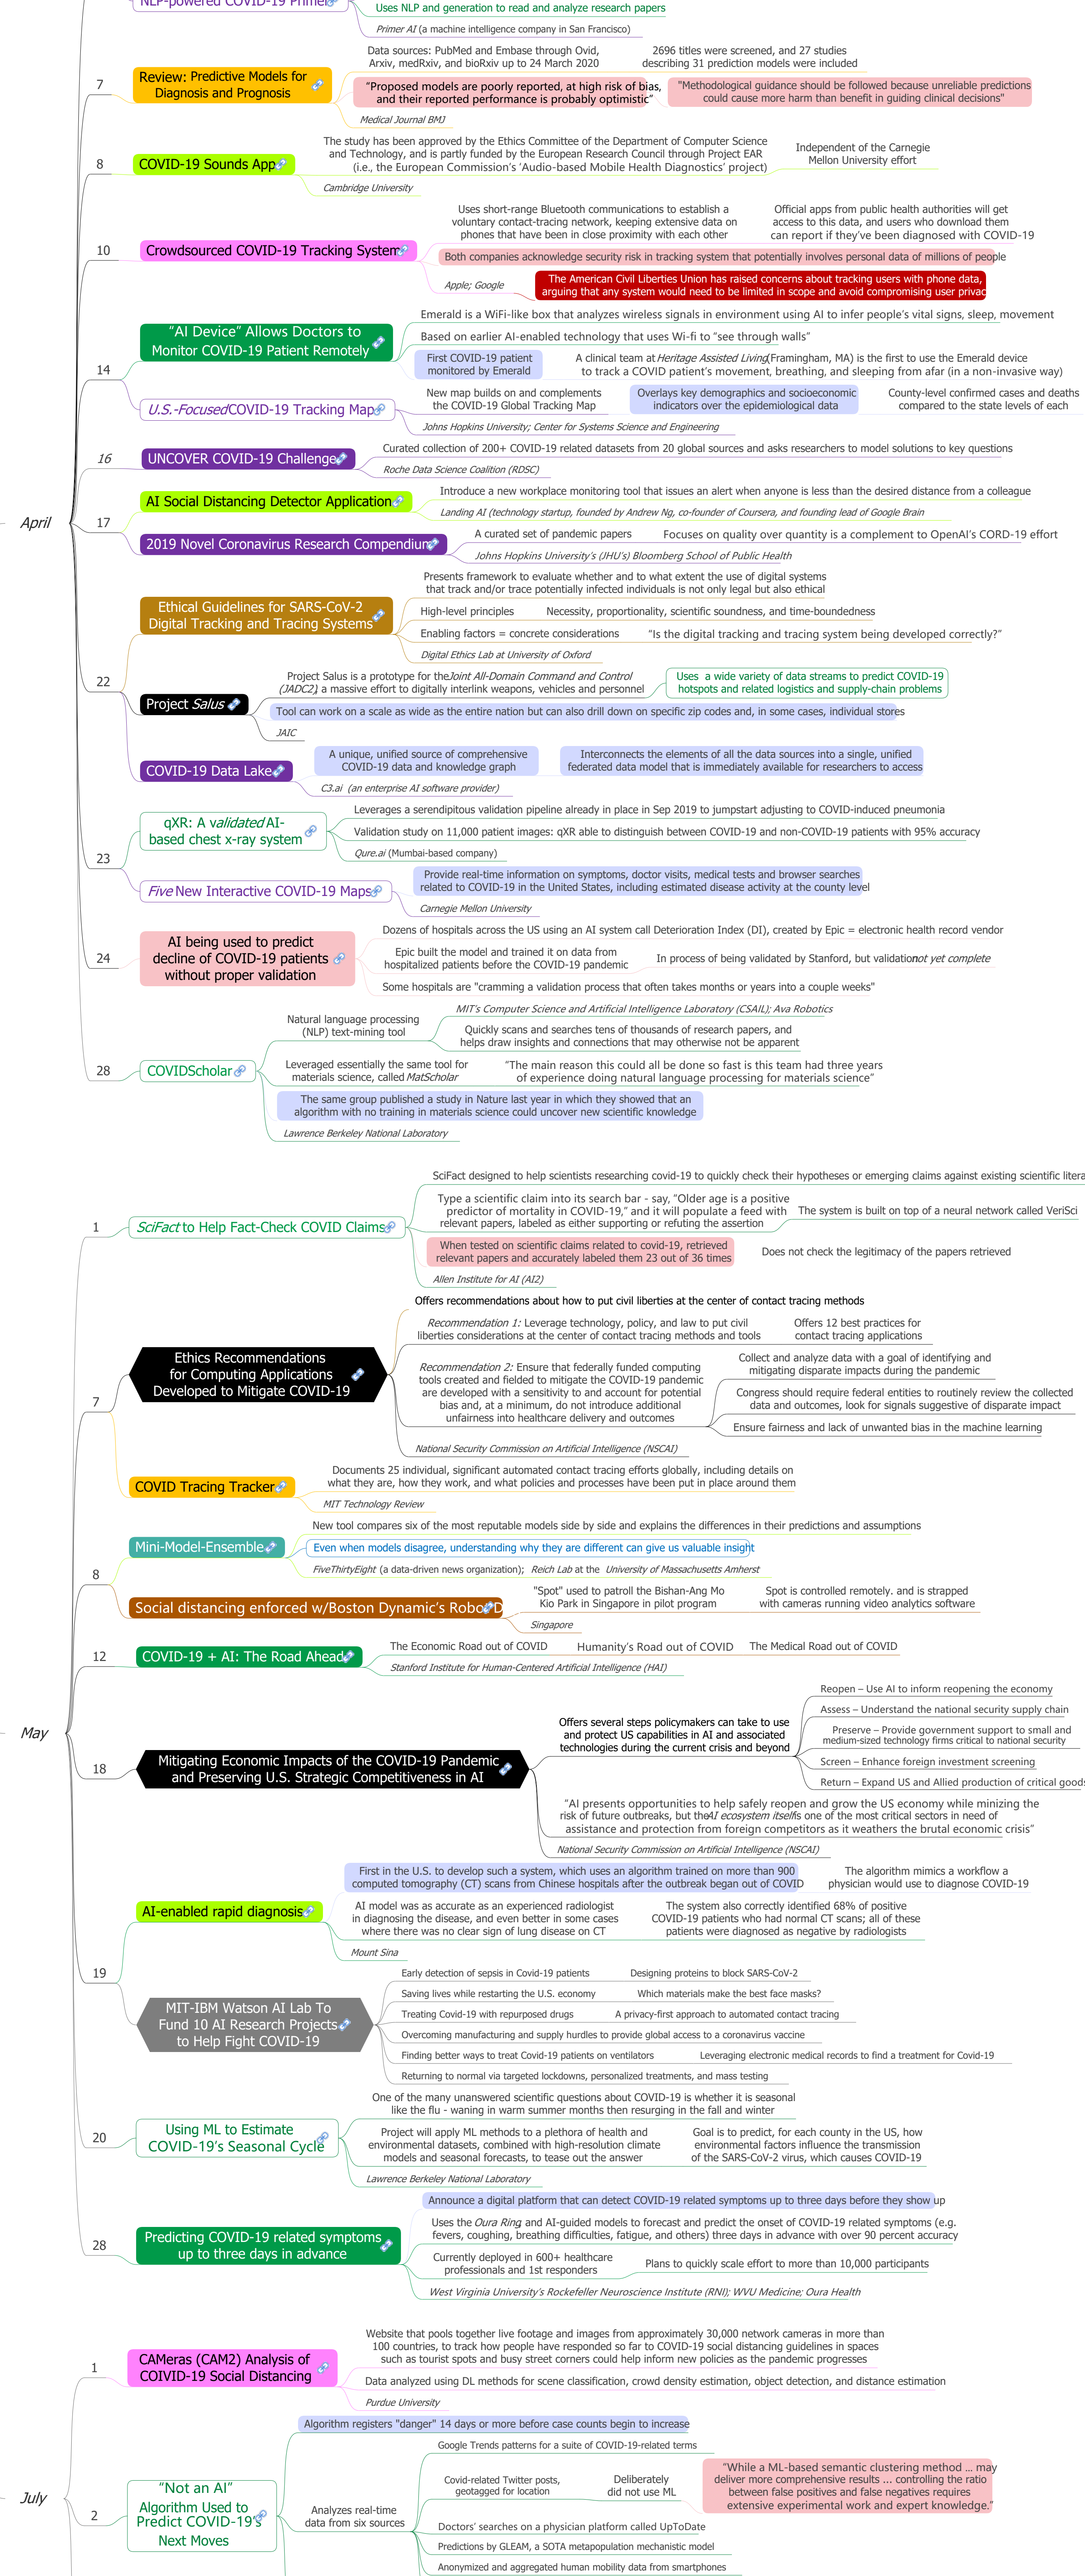 NLP-powered COVID-19 Primer
Uses NLP and generation to read and analyze research papers
Primer AI (a machine intelligence company in San Francisco)
7
Review: Predictive Models for
Diagnosis and Prognosis
Data sources: PubMed and Embase through Ovid,
Arxiv, medRxiv, and bioRxiv up to 24 March 2020
2696 titles were screened, and 27 studies
describing 31 prediction models were included
“Proposed models are poorly reported, at high risk of bias,
and their reported performance is probably optimistic”
"Methodological guidance should be followed because unreliable predictions
could cause more harm than benefit in guiding clinical decisions"
Medical Journal BMJ
8
COVID-19 Sounds App
The study has been approved by the Ethics Committee of the Department of Computer Science
and Technology, and is partly funded by the European Research Council through Project EAR
(i.e., the European Commission's 'Audio-based Mobile Health Diagnostics' project)
Independent of the Carnegie
Mellon University effort
Cambridge University
10
Crowdsourced COVID-19 Tracking System
Uses short-range Bluetooth communications to establish a
voluntary contact-tracing network, keeping extensive data on
phones that have been in close proximity with each other
Official apps from public health authorities will get
access to this data, and users who download them
can report if they’ve been diagnosed with COVID-19
Both companies acknowledge security risk in tracking system that potentially involves personal data of millions of people
Apple; Google
The American Civil Liberties Union has raised concerns about tracking users with phone data,
arguing that any system would need to be limited in scope and avoid compromising user privac
April
14
“AI Device” Allows Doctors to
Monitor COVID-19 Patient Remotely
Emerald is a WiFi-like box that analyzes wireless signals in environment using AI to infer people’s vital signs, sleep, movement
Based on earlier AI-enabled technology that uses Wi-fi to “see through walls”
First COVID-19 patient
monitored by Emerald
A clinical team at Heritage Assisted Living (Framingham, MA) is the first to use the Emerald device
to track a COVID patient’s movement, breathing, and sleeping from afar (in a non-invasive way)
U.S.-Focused COVID-19 Tracking Map
New map builds on and complements
the COVID-19 Global Tracking Map
Overlays key demographics and socioeconomic
indicators over the epidemiological data
County-level confirmed cases and deaths
compared to the state levels of each
Johns Hopkins University; Center for Systems Science and Engineering
16
UNCOVER COVID-19 Challenge
Curated collection of 200+ COVID-19 related datasets from 20 global sources and asks researchers to model solutions to key questions
Roche Data Science Coalition (RDSC)
17
AI Social Distancing Detector Application
Introduce a new workplace monitoring tool that issues an alert when anyone is less than the desired distance from a colleague
Landing AI (technology startup, founded by Andrew Ng, co-founder of Coursera, and founding lead of Google Brain
2019 Novel Coronavirus Research Compendium
A curated set of pandemic papers
Focuses on quality over quantity is a complement to OpenAI’s CORD-19 effort
Johns Hopkins University’s (JHU’s) Bloomberg School of Public Health
22
Ethical Guidelines for SARS-CoV-2
Digital Tracking and Tracing Systems
Presents framework to evaluate whether and to what extent the use of digital systems
that track and/or trace potentially infected individuals is not only legal but also ethical
High-level principles
Necessity, proportionality, scientific soundness, and time-boundedness
Enabling factors = concrete considerations
“Is the digital tracking and tracing system being developed correctly?”
Digital Ethics Lab at University of Oxford
Project Salus
Project Salus is a prototype for the Joint All-Domain Command and Control
(JADC2), a massive effort to digitally interlink weapons, vehicles and personnel
Uses a wide variety of data streams to predict COVID-19
hotspots and related logistics and supply-chain problems
Tool can work on a scale as wide as the entire nation but can also drill down on specific zip codes and, in some cases, individual stores
JAIC
COVID-19 Data Lake
A unique, unified source of comprehensive
COVID-19 data and knowledge graph
Interconnects the elements of all the data sources into a single, unified
federated data model that is immediately available for researchers to access
C3.ai (an enterprise AI software provider)
23
qXR: A validated AI-
based chest x-ray system
Leverages a serendipitous validation pipeline already in place in Sep 2019 to jumpstart adjusting to COVID-induced pneumonia
Validation study on 11,000 patient images: qXR able to distinguish between COVID-19 and non-COVID-19 patients with 95% accuracy
Qure.ai (Mumbai-based company)
Five New Interactive COVID-19 Maps
Provide real-time information on symptoms, doctor visits, medical tests and browser searches
related to COVID-19 in the United States, including estimated disease activity at the county level
Carnegie Mellon University
24
AI being used to predict
decline of COVID-19 patients
without proper validation
Dozens of hospitals across the US using an AI system call Deterioration Index (DI), created by Epic = electronic health record vendor
Epic built the model and trained it on data from
hospitalized patients before the COVID-19 pandemic
In process of being validated by Stanford, but validation not yet complete
Some hospitals are "cramming a validation process that often takes months or years into a couple weeks"
28
COVIDScholar
Natural language processing
(NLP) text-mining tool
MIT’s Computer Science and Artificial Intelligence Laboratory (CSAIL); Ava Robotics
Quickly scans and searches tens of thousands of research papers, and
helps draw insights and connections that may otherwise not be apparent
Leveraged essentially the same tool for
materials science, called MatScholar
“The main reason this could all be done so fast is this team had three years
of experience doing natural language processing for materials science”
The same group published a study in Nature last year in which they showed that an
algorithm with no training in materials science could uncover new scientific knowledge
Lawrence Berkeley National Laboratory
May
1
SciFact to Help Fact-Check COVID Claims
SciFact designed to help scientists researching covid-19 to quickly check their hypotheses or emerging claims against existing scientific litera
Type a scientific claim into its search bar - say, “Older age is a positive
predictor of mortality in COVID-19,” and it will populate a feed with
relevant papers, labeled as either supporting or refuting the assertion
The system is built on top of a neural network called VeriSci
When tested on scientific claims related to covid-19, retrieved
relevant papers and accurately labeled them 23 out of 36 times
Does not check the legitimacy of the papers retrieved
Allen Institute for AI (AI2)
7
Ethics Recommendations
for Computing Applications
Developed to Mitigate COVID-19
Offers recommendations about how to put civil liberties at the center of contact tracing methods
Recommendation 1: Leverage technology, policy, and law to put civil
liberties considerations at the center of contact tracing methods and tools
Offers 12 best practices for
contact tracing applications
Recommendation 2: Ensure that federally funded computing
tools created and fielded to mitigate the COVID-19 pandemic
are developed with a sensitivity to and account for potential
bias and, at a minimum, do not introduce additional
unfairness into healthcare delivery and outcomes
Collect and analyze data with a goal of identifying and
mitigating disparate impacts during the pandemic
Congress should require federal entities to routinely review the collected
data and outcomes, look for signals suggestive of disparate impact
Ensure fairness and lack of unwanted bias in the machine learning
National Security Commission on Artificial Intelligence (NSCAI)
COVID Tracing Tracker
Documents 25 individual, significant automated contact tracing efforts globally, including details on
what they are, how they work, and what policies and processes have been put in place around them
MIT Technology Review
8
Mini-Model-Ensemble
New tool compares six of the most reputable models side by side and explains the differences in their predictions and assumptions
Even when models disagree, understanding why they are different can give us valuable insight
FiveThirtyEight (a data-driven news organization); Reich Lab at the University of Massachusetts Amherst
Social distancing enforced w/Boston Dynamic’s RoboD
"Spot" used to patroll the Bishan-Ang Mo
Kio Park in Singapore in pilot program
Spot is controlled remotely. and is strapped
with cameras running video analytics software
Singapore
12
COVID-19 + AI: The Road Ahead
The Economic Road out of COVID
Humanity’s Road out of COVID
The Medical Road out of COVID
Stanford Institute for Human-Centered Artificial Intelligence (HAI)
18
Mitigating Economic Impacts of the COVID-19 Pandemic
and Preserving U.S. Strategic Competitiveness in AI
Offers several steps policymakers can take to use
and protect US capabilities in AI and associated
technologies during the current crisis and beyond
Reopen – Use AI to inform reopening the economy
Assess – Understand the national security supply chain
Preserve – Provide government support to small and
medium-sized technology firms critical to national security
Screen – Enhance foreign investment screening
Return – Expand US and Allied production of critical goods
“AI presents opportunities to help safely reopen and grow the US economy while minizing the
risk of future outbreaks, but the AI ecosystem itself is one of the most critical sectors in need of
assistance and protection from foreign competitors as it weathers the brutal economic crisis”
National Security Commission on Artificial Intelligence (NSCAI)
19
AI-enabled rapid diagnosis
First in the U.S. to develop such a system, which uses an algorithm trained on more than 900
computed tomography (CT) scans from Chinese hospitals after the outbreak began out of COVID
The algorithm mimics a workflow a
physician would use to diagnose COVID-19
AI model was as accurate as an experienced radiologist
in diagnosing the disease, and even better in some cases
where there was no clear sign of lung disease on CT
The system also correctly identified 68% of positive
COVID-19 patients who had normal CT scans; all of these
patients were diagnosed as negative by radiologists
Mount Sina
MIT-IBM Watson AI Lab To
Fund 10 AI Research Projects
to Help Fight COVID-19
Early detection of sepsis in Covid-19 patients
Designing proteins to block SARS-CoV-2
Saving lives while restarting the U.S. economy
Which materials make the best face masks?
Treating Covid-19 with repurposed drugs
A privacy-first approach to automated contact tracing
Overcoming manufacturing and supply hurdles to provide global access to a coronavirus vaccine
Finding better ways to treat Covid-19 patients on ventilators
Leveraging electronic medical records to find a treatment for Covid-19
Returning to normal via targeted lockdowns, personalized treatments, and mass testing
20
Using ML to Estimate
COVID-19’s Seasonal Cycle
One of the many unanswered scientific questions about COVID-19 is whether it is seasonal
like the flu - waning in warm summer months then resurging in the fall and winter
Project will apply ML methods to a plethora of health and
environmental datasets, combined with high-resolution climate
models and seasonal forecasts, to tease out the answer
Goal is to predict, for each county in the US, how
environmental factors influence the transmission
of the SARS-CoV-2 virus, which causes COVID-19
Lawrence Berkeley National Laboratory
28
Predicting COVID-19 related symptoms
up to three days in advance
Announce a digital platform that can detect COVID-19 related symptoms up to three days before they show up
Uses the Oura Ring and AI-guided models to forecast and predict the onset of COVID-19 related symptoms (e.g.
fevers, coughing, breathing difficulties, fatigue, and others) three days in advance with over 90 percent accuracy
Currently deployed in 600+ healthcare
professionals and 1st responders
Plans to quickly scale effort to more than 10,000 participants
West Virginia University’s Rockefeller Neuroscience Institute (RNI); WVU Medicine; Oura Health
July
1
CAMeras (CAM2) Analysis of
COIVID-19 Social Distancing
Website that pools together live footage and images from approximately 30,000 network cameras in more than
100 countries, to track how people have responded so far to COVID-19 social distancing guidelines in spaces
such as tourist spots and busy street corners could help inform new policies as the pandemic progresses
Data analyzed using DL methods for scene classification, crowd density estimation, object detection, and distance estimation
Purdue University
2
“Not an AI”
Algorithm Used to
Predict COVID-19’s
Next Moves
Algorithm registers "danger" 14 days or more before case counts begin to increase
Analyzes real-time
data from six sources
Google Trends patterns for a suite of COVID-19-related terms
Covid-related Twitter posts,
geotagged for location
Deliberately
did not use ML
“While a ML-based semantic clustering method ... may
deliver more comprehensive results ... controlling the ratio
between false positives and false negatives requires
extensive experimental work and expert knowledge.”
Doctors’ searches on a physician platform called UpToDate
Predictions by GLEAM, a SOTA metapopulation mechanistic model
Anonymized and aggregated human mobility data from smartphones